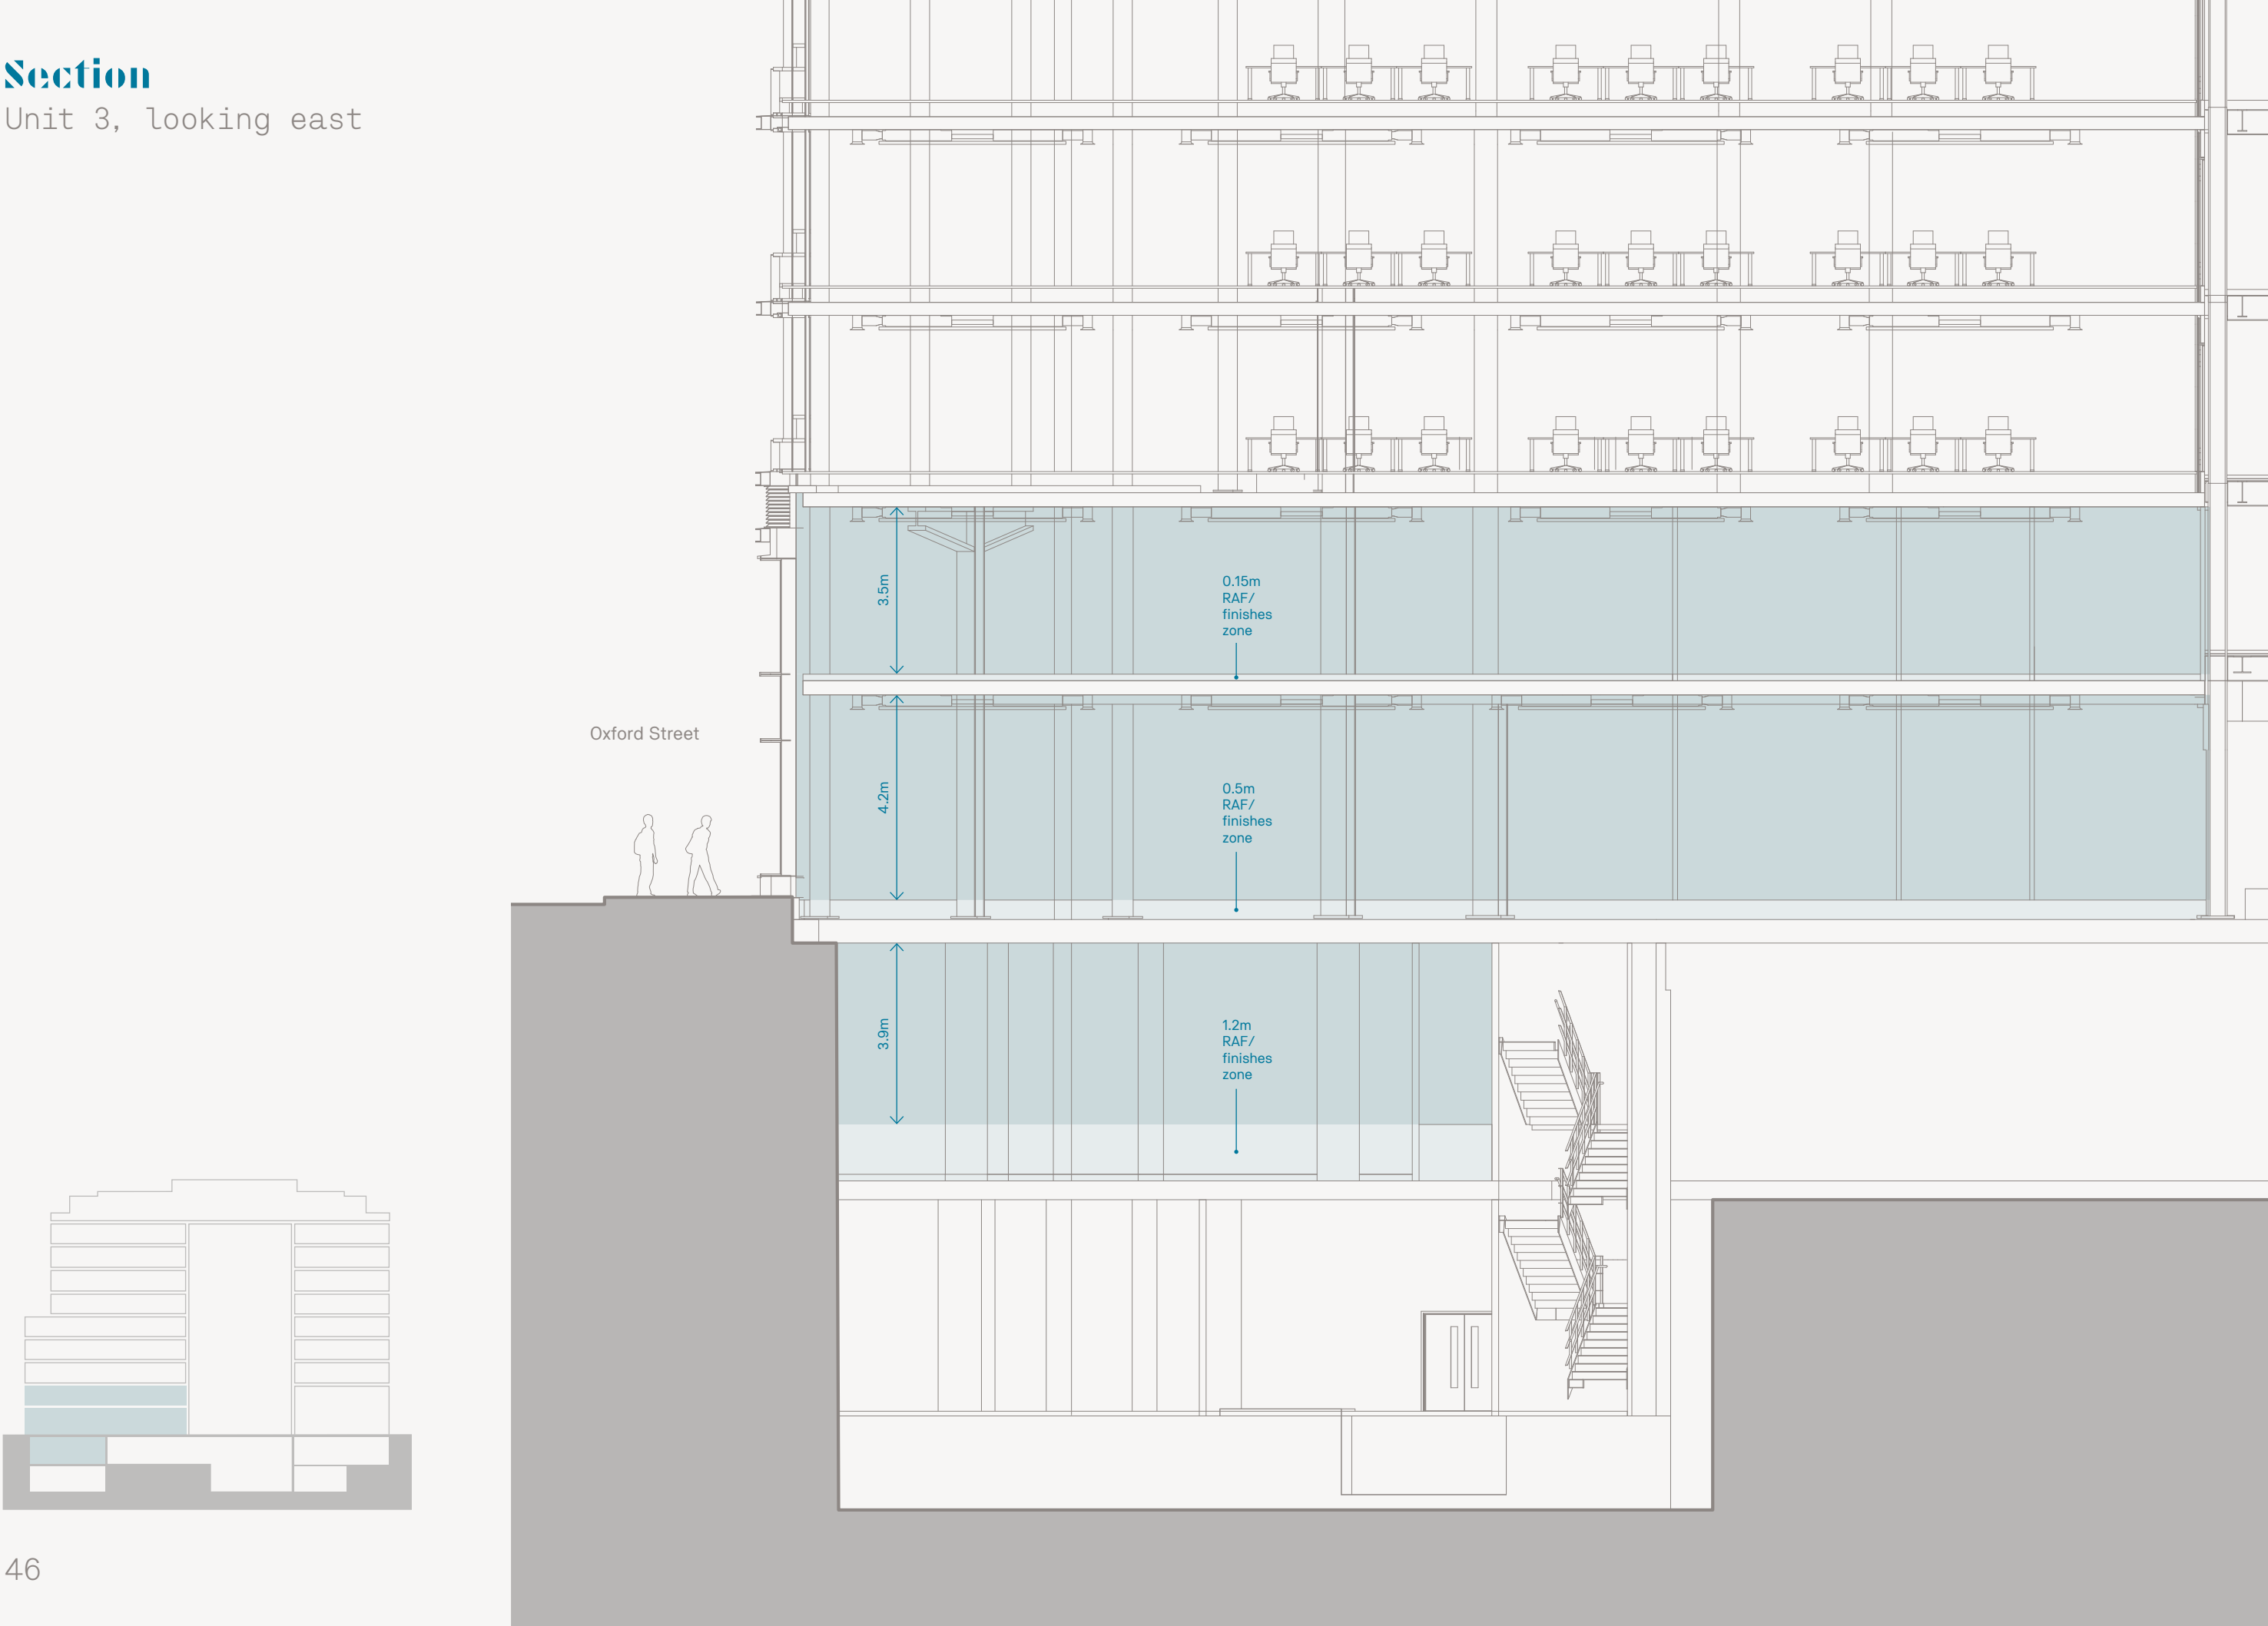 Section
Unit 3, looking east
3.5m
0.15m
RAF/
finishes
zone
Oxford Street
4.2m
0.5m
RAF/
finishes
zone
3.9m
1.2m
RAF/
finishes
zone
46